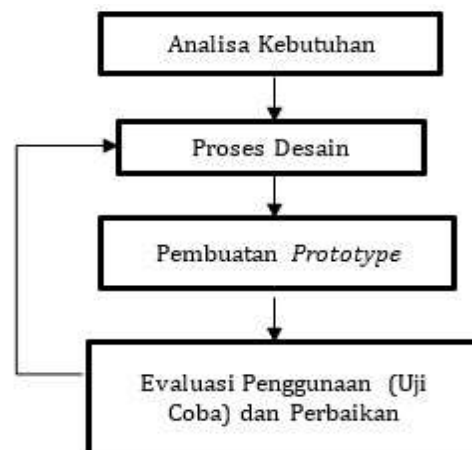 Analisa Kebutuhan
Proses Desain
Pembuatan Prototype
Evaluasi Penggunaan (Uji
Coba) dan Perbaikan